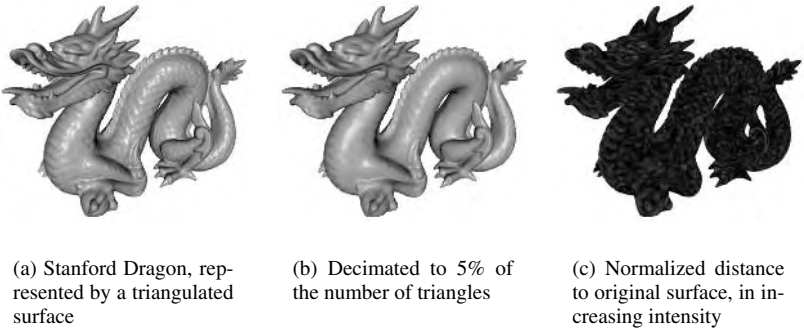 (a) Stanford Dragon, rep-
resented by a triangulated
surface
(b) Decimated to 5% of
the number of triangles
(c) Normalized distance
to original surface, in in-
creasing intensity